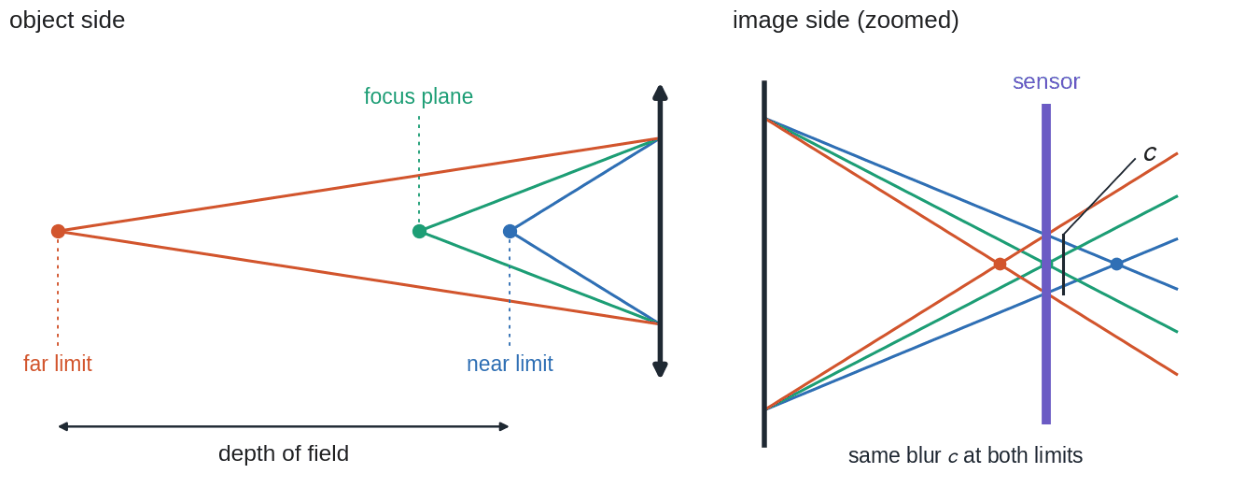 object side
image side (zoomed)
sensor
focus plane
c
far limit
near limit
depth of field
same blur c at both limits